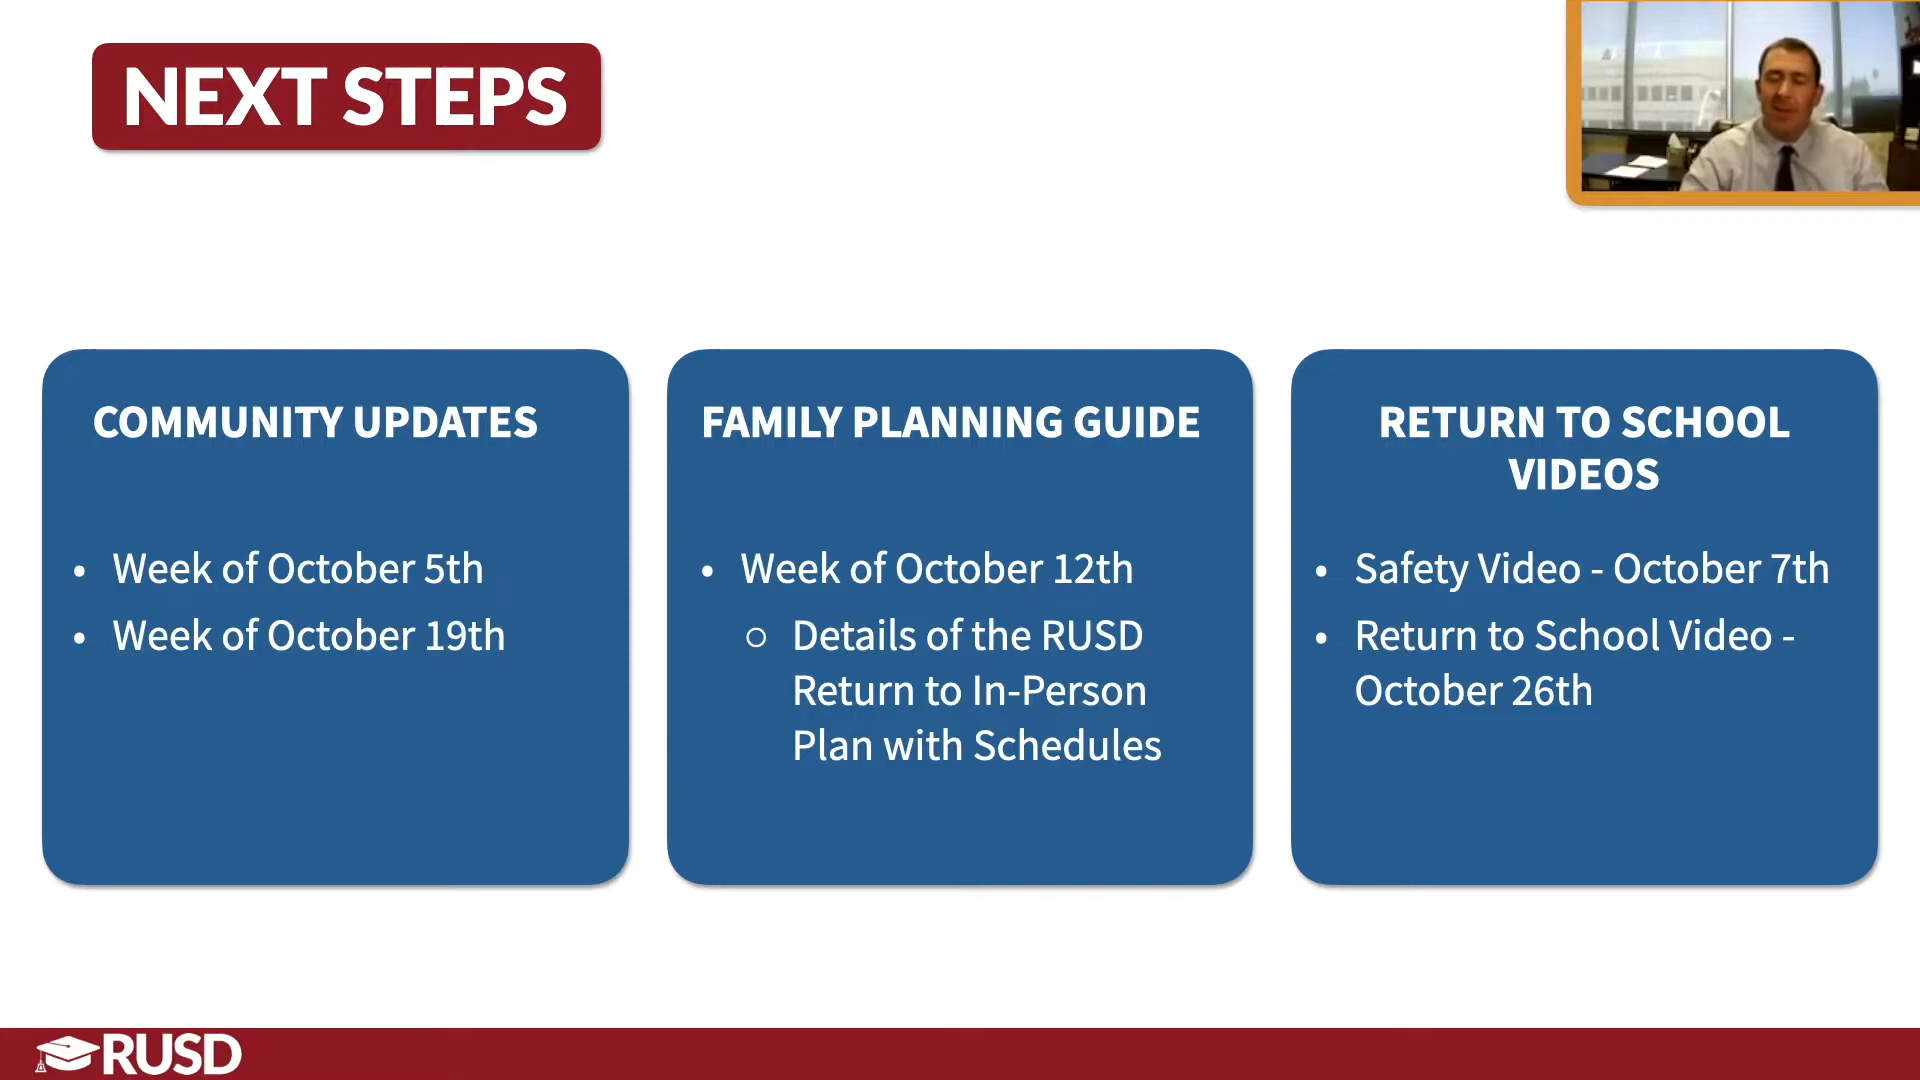 NEXT STEPS
COMMUNITY UPDATES
• Week of October 5th
• Week of October 19th
FAMILY PLANNING GUIDE
• Week of October 12th
○ Details of the RUSD
Return to In-Person
Plan with Schedules
RETURN TO SCHOOL
VIDEOS
• Safety Video - October 7th
• Return to School Video -
October 26th
RUSD